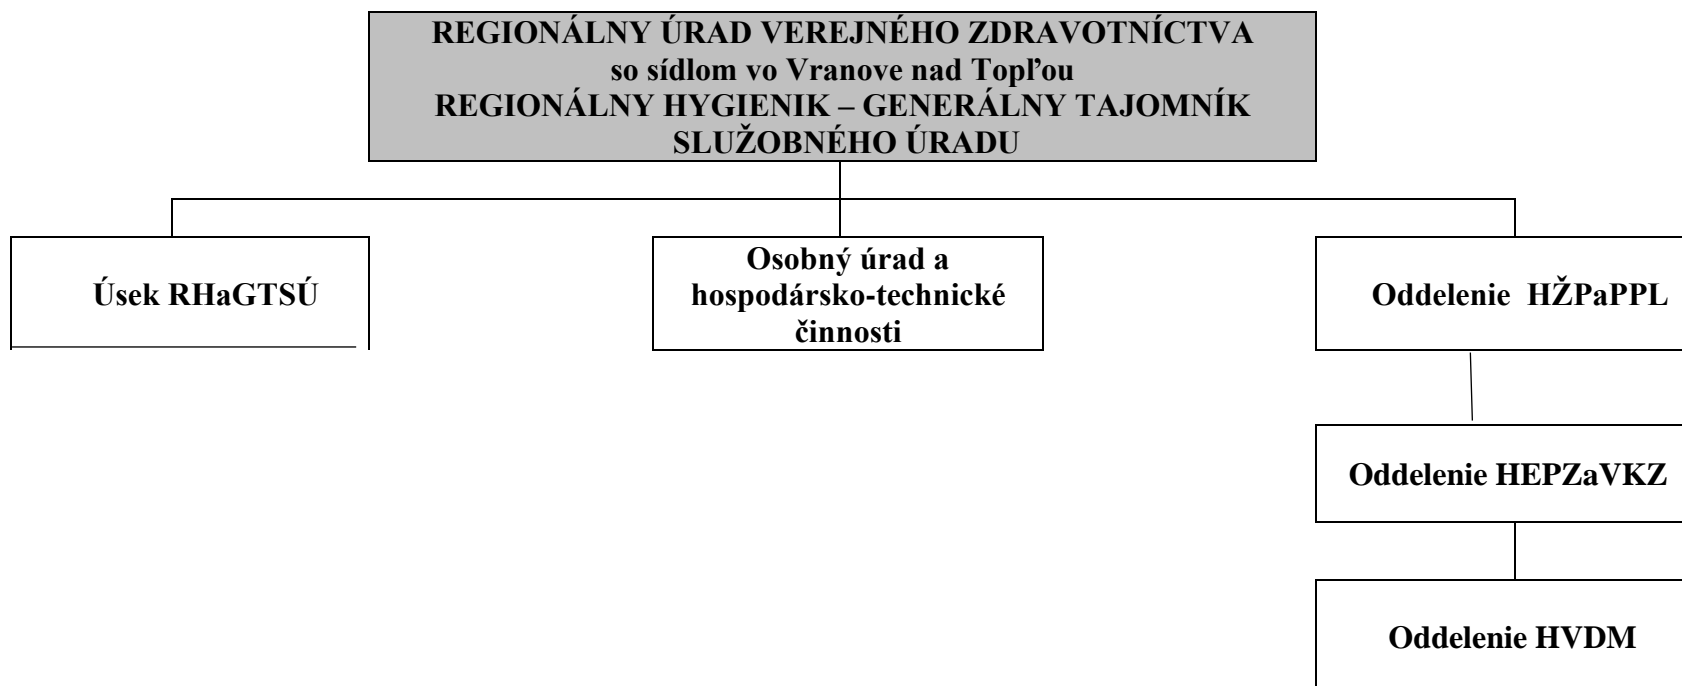 REGIONÁLNY ÚRAD VEREJNÉHO ZDRAVOTNÍCTVA
so sídlom vo Vranove nad Topľou
REGIONÁLNY HYGIENIK – GENERÁLNY TAJOMNÍK
SLUŽOBNÉHO ÚRADU
Úsek RHaGTSÚ
Osobný úrad a
hospodársko-technické
činnosti
Oddelenie HŽPaPPL
Oddelenie HEPZaVKZ
Oddelenie HVDM